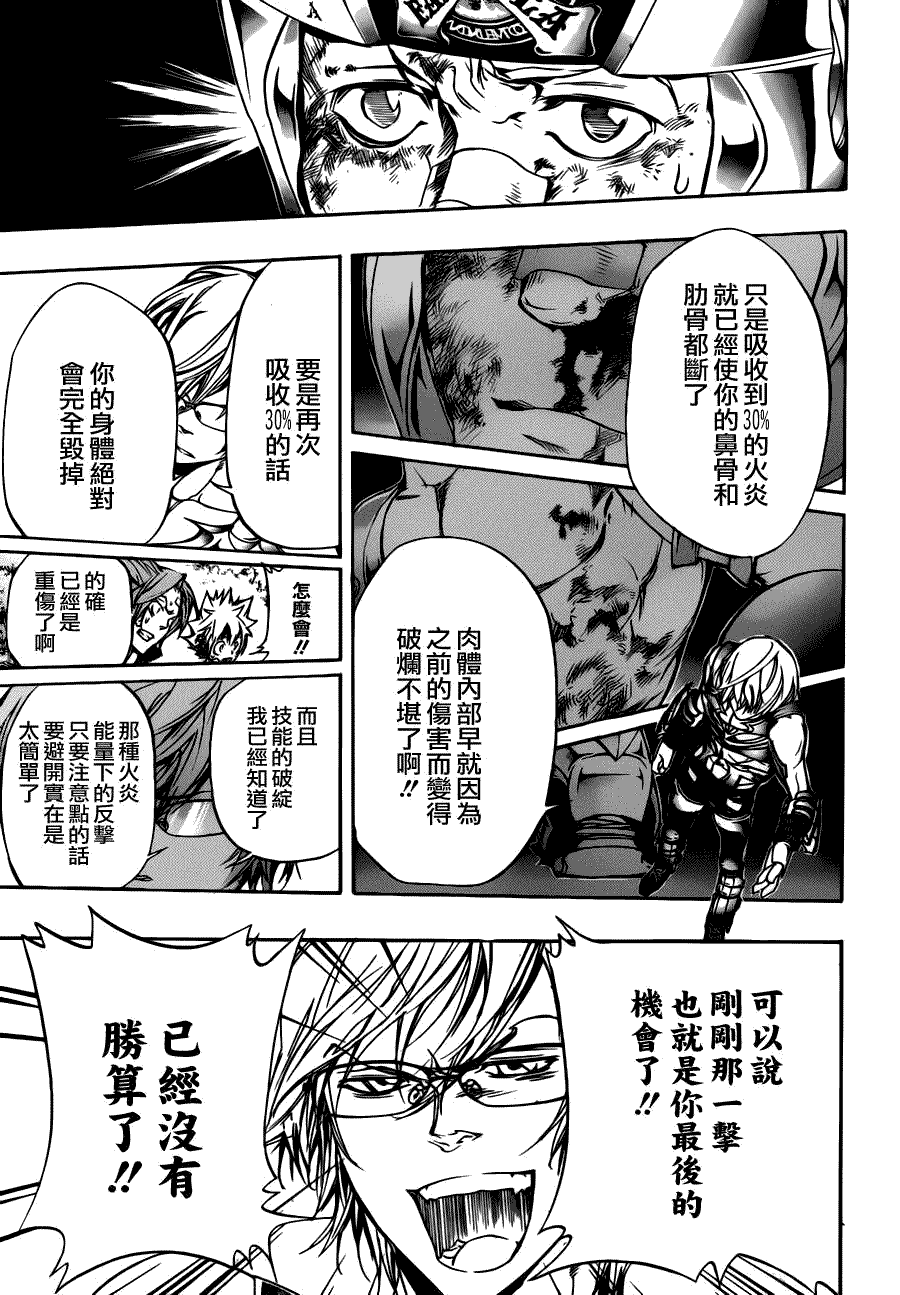 只是吸收到30%的火炎
就已經使你的鼻骨和
肋骨都斷了
肉體內部早就因為
之前的傷害而變得
破爛不堪了啊!!
要是再次
吸收30%的話
你的身體絕對
會完全毀掉
怎麼會!!
的確
已經是
重傷了啊
而且
技能的破綻
我已經知道了
那種火炎
能量下的反擊
只要注意點的話
要避開實在是
太簡單了
可以說
剛剛那一擊
也就是你最後的
機會了!!
已經沒有
勝算了!!